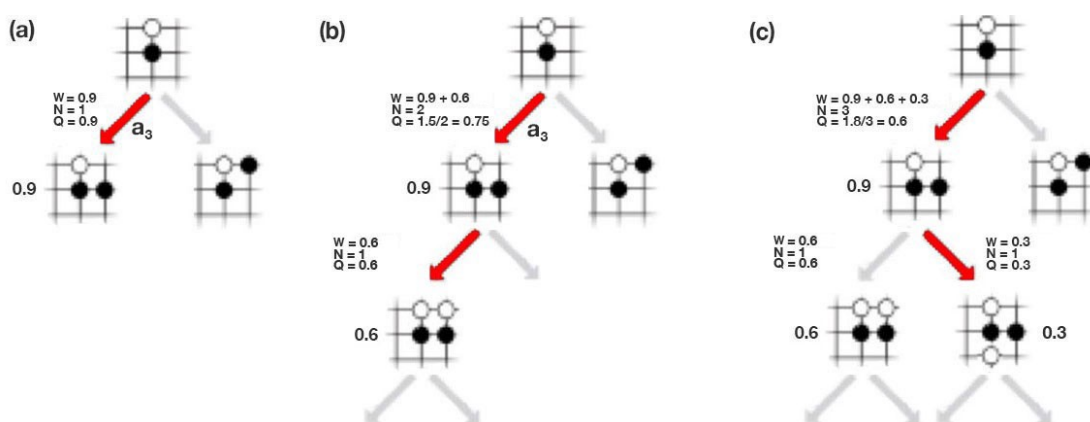 (a)
W = 0.9
N = 1
Q = 0.9
a3
0.9
(b)
W = 0.9 + 0.6
N = 2
Q = 1.5/2 = 0.75
a3
0.9
W = 0.6
N = 1
Q = 0.6
0.6
(c)
W = 0.9 + 0.6 + 0.3
N = 3
Q = 1.8/3 = 0.6
0.9
W = 0.6
N = 1
Q = 0.6
W = 0.3
N = 1
Q = 0.3
0.6
0.3